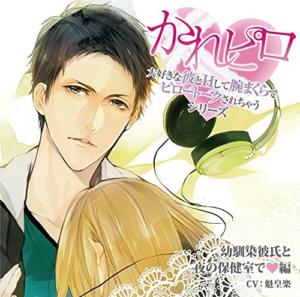 かれピロ
大好きな彼とHして腕まくらで
ピロートークされちゃう
シリーズ
幼馴染彼氏と
夜の保健室で♥編
CV：魁皇楽